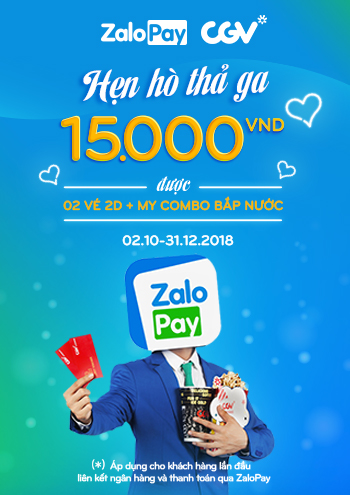 ZaloPay CGV*
Hẹn hò thả ga
15.000 VND
được
02 VÉ 2D + MY COMBO BẮP NƯỚC
02.10-31.12.2018
Zalo
Pay
CGV
(*) Áp dụng cho khách hàng lần đầu
liên kết ngân hàng và thanh toán qua ZaloPay